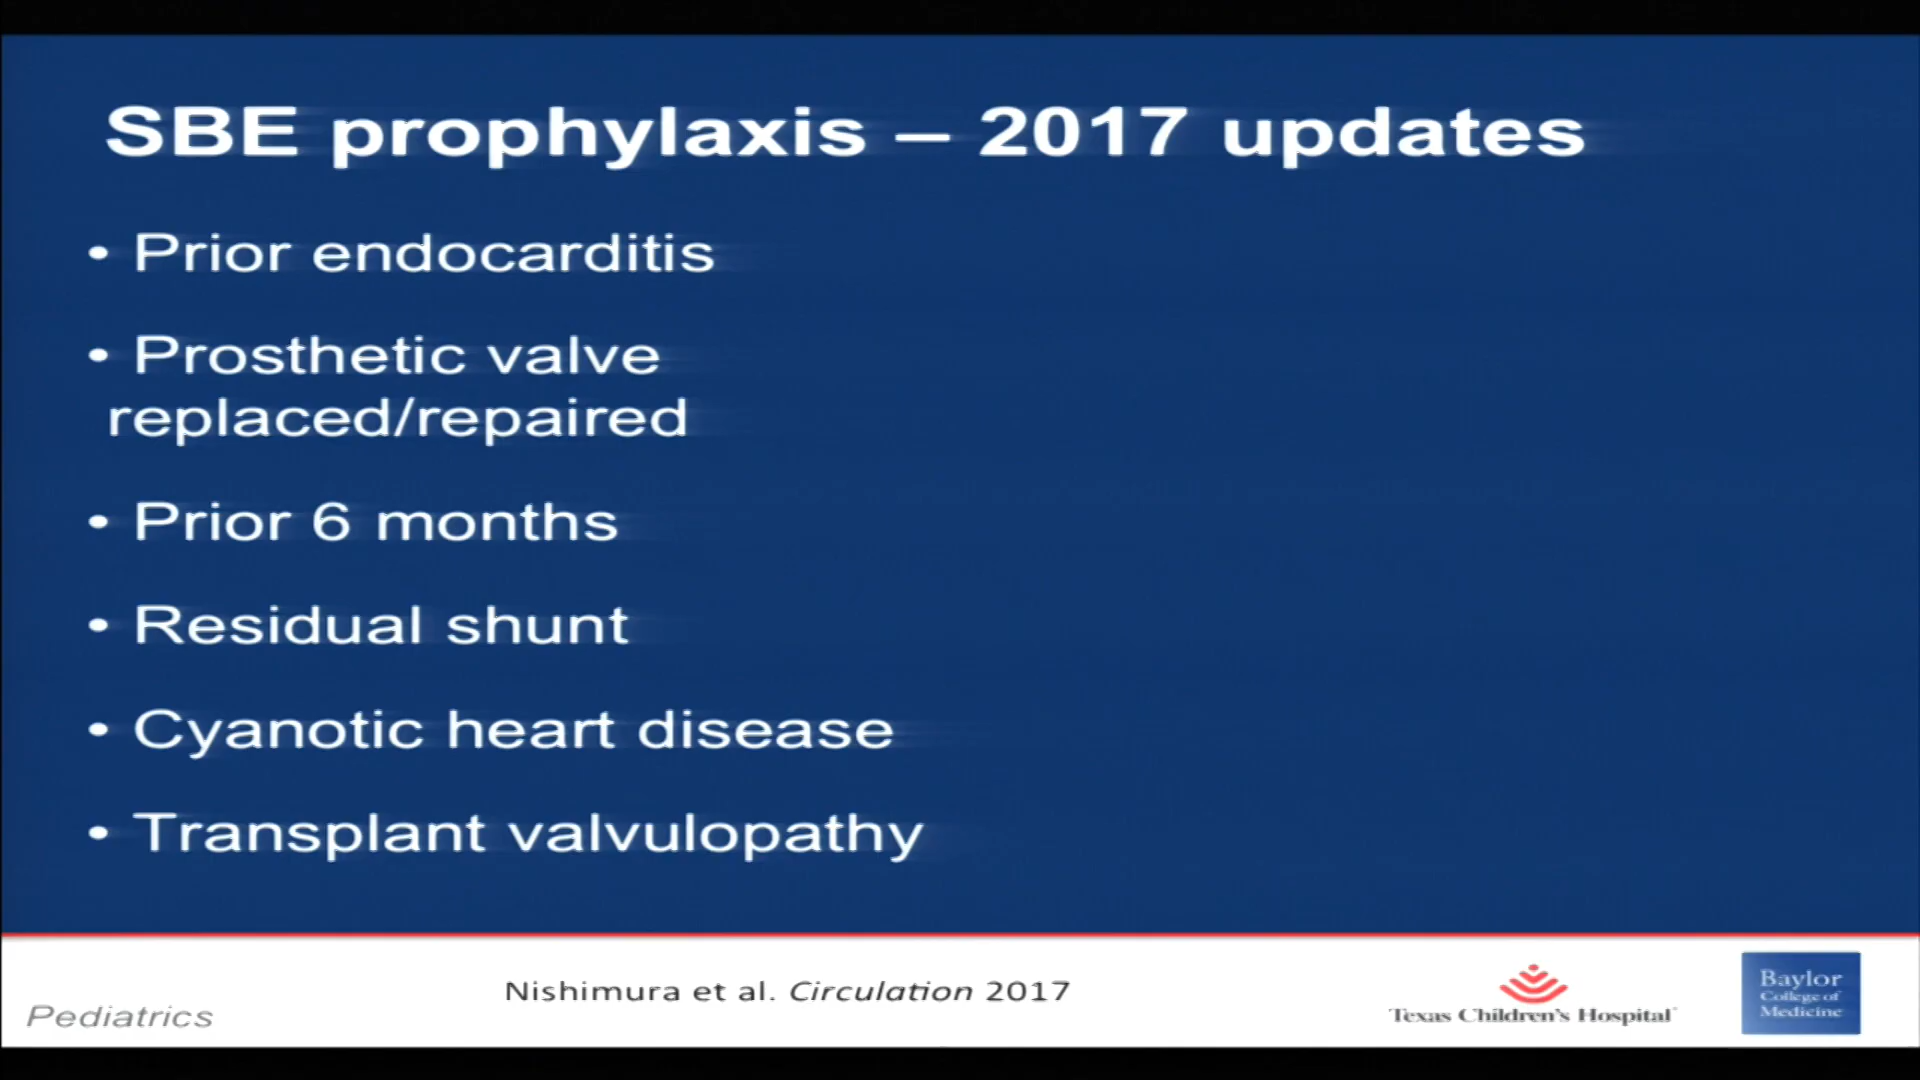 SBE prophylaxis – 2017 updates
• Prior endocarditis
• Prosthetic valve
replaced/repaired
• Prior 6 months
• Residual shunt
• Cyanotic heart disease
• Transplant valvulopathy
Nishimura et al. Circulation 2017
Pediatrics
Texas Children's Hospital
Baylor
College of
Medicine